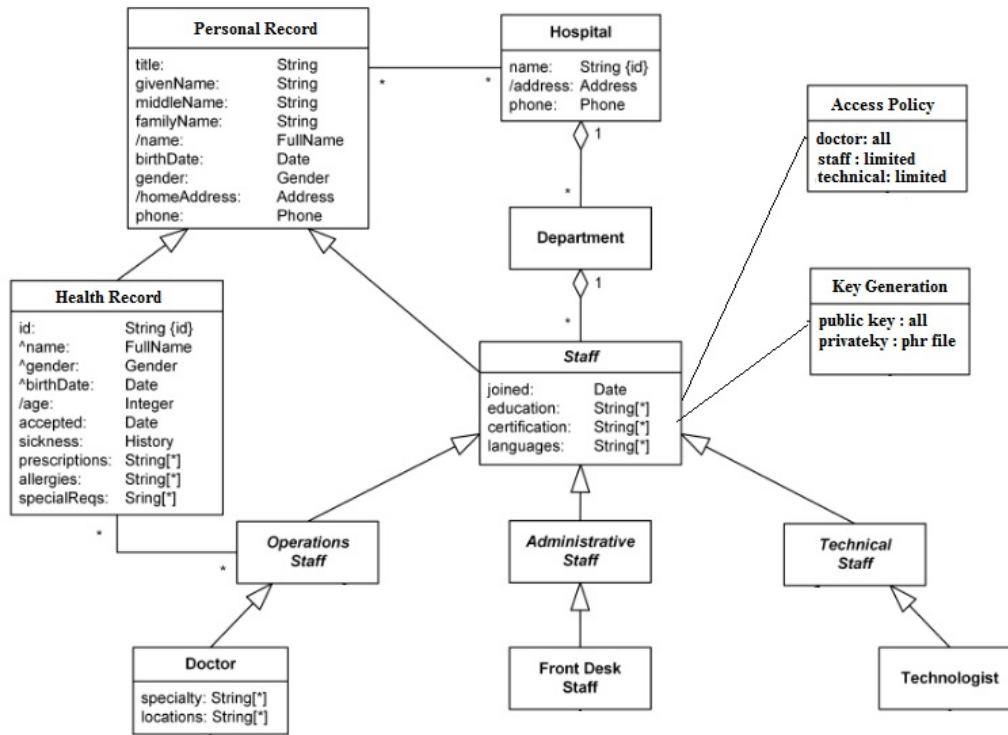 Personal Record
title: String
givenName: String
middleName: String
familyName: String
/name: FullName
birthDate: Date
gender: Gender
/homeAddress: Address
phone: Phone
* *
Hospital
name: String {id}
/address: Address
phone: Phone
1
*
Department
1
*
Access Policy
doctor: all
staff : limited
technical: limited
Key Generation
public key : all
privateky : phr file
Health Record
id: String {id}
^name: FullName
^gender: Gender
^birthDate: Date
/age: Integer
accepted: Date
sickness: History
prescriptions: String[*]
allergies: String[*]
specialReqs: Sring[*]
*
*
Staff
joined: Date
education: String[*]
certification: String[*]
languages: String[*]
Operations
Staff
Administrative
Staff
Technical
Staff
Doctor
specialty: String[*]
locations: String[*]
Front Desk
Staff
Technologist